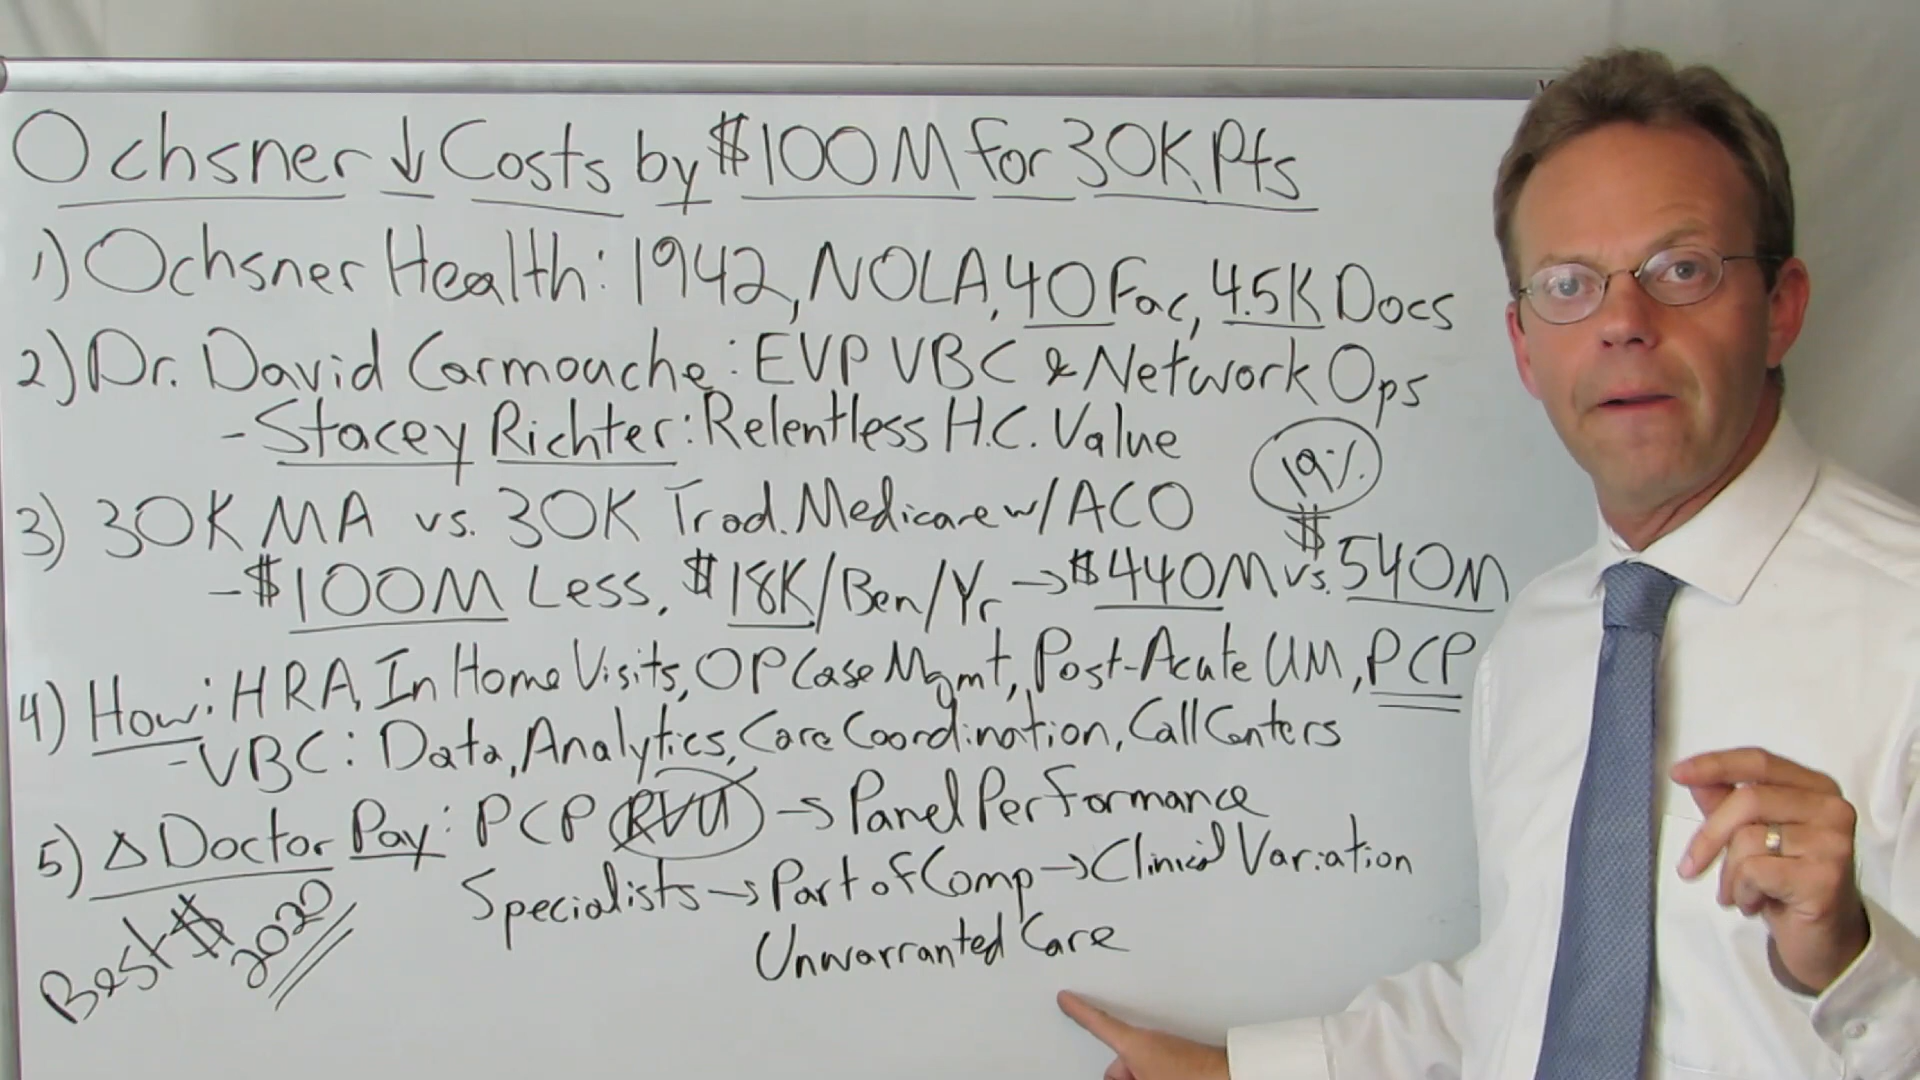 Ochsner ↓ Costs by $100M for 30K Pts
1) Ochsner Health: 1942, NOLA, 40 Fac, 4.5K Docs
2) Dr. David Carmouche: EVP VBC & Network Ops
- Stacey Richter: Relentless H.C. Value
19%
3) 30K MA vs. 30K Trad. Medicare w/ ACO
- $100M Less, $18K/Ben/Yr → $440M vs. $540M
4) How: HRA, In Home Visits, OP Case Mgmt, Post-Acute UM, PCP
- VBC: Data, Analytics, Care Coordination, Call Centers
5) Δ Doctor Pay: PCP RVU → Panel Performance
Specialists → Part of Comp → Clinical Variation
Unwarranted Care
Best $ 2020